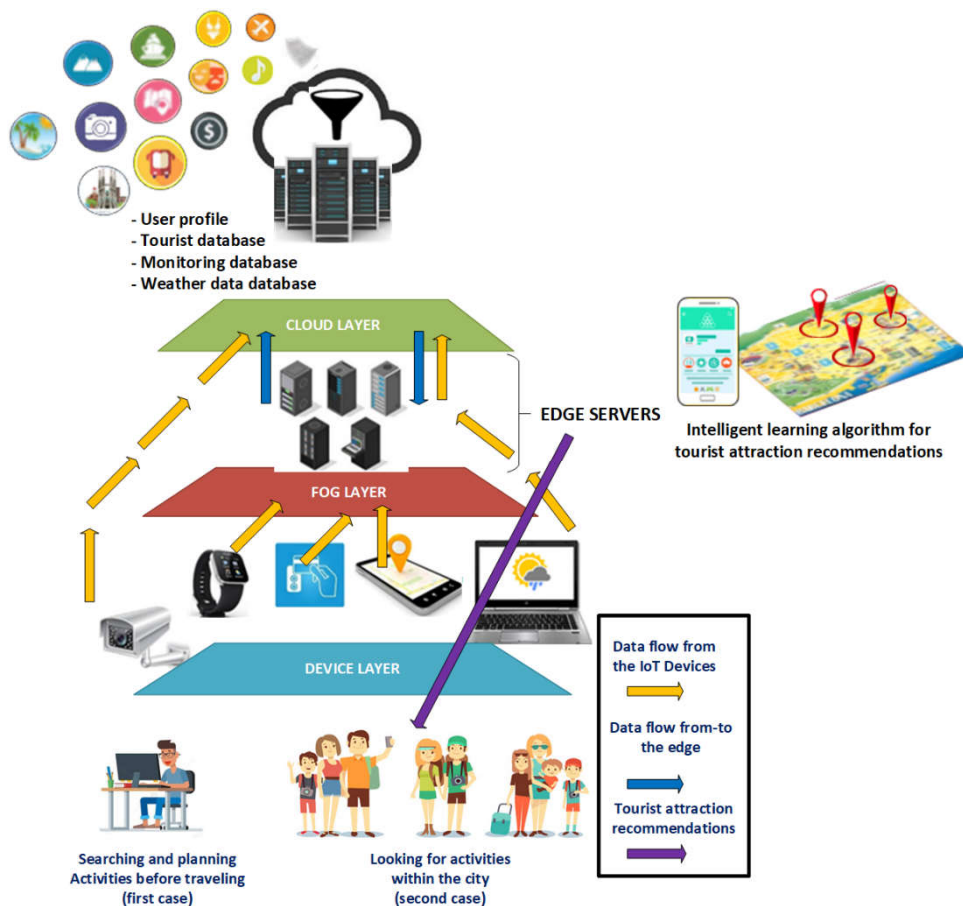 - User profile
- Tourist database
- Monitoring database
- Weather data database
CLOUD LAYER
EDGE SERVERS
Intelligent learning algorithm for
tourist attraction recommendations
FOG LAYER
DEVICE LAYER
Data flow from
the IoT Devices
Data flow from-to
the edge
Tourist attraction
recommendations
Searching and planning
Activities before traveling
(first case)
Looking for activities
within the city
(second case)